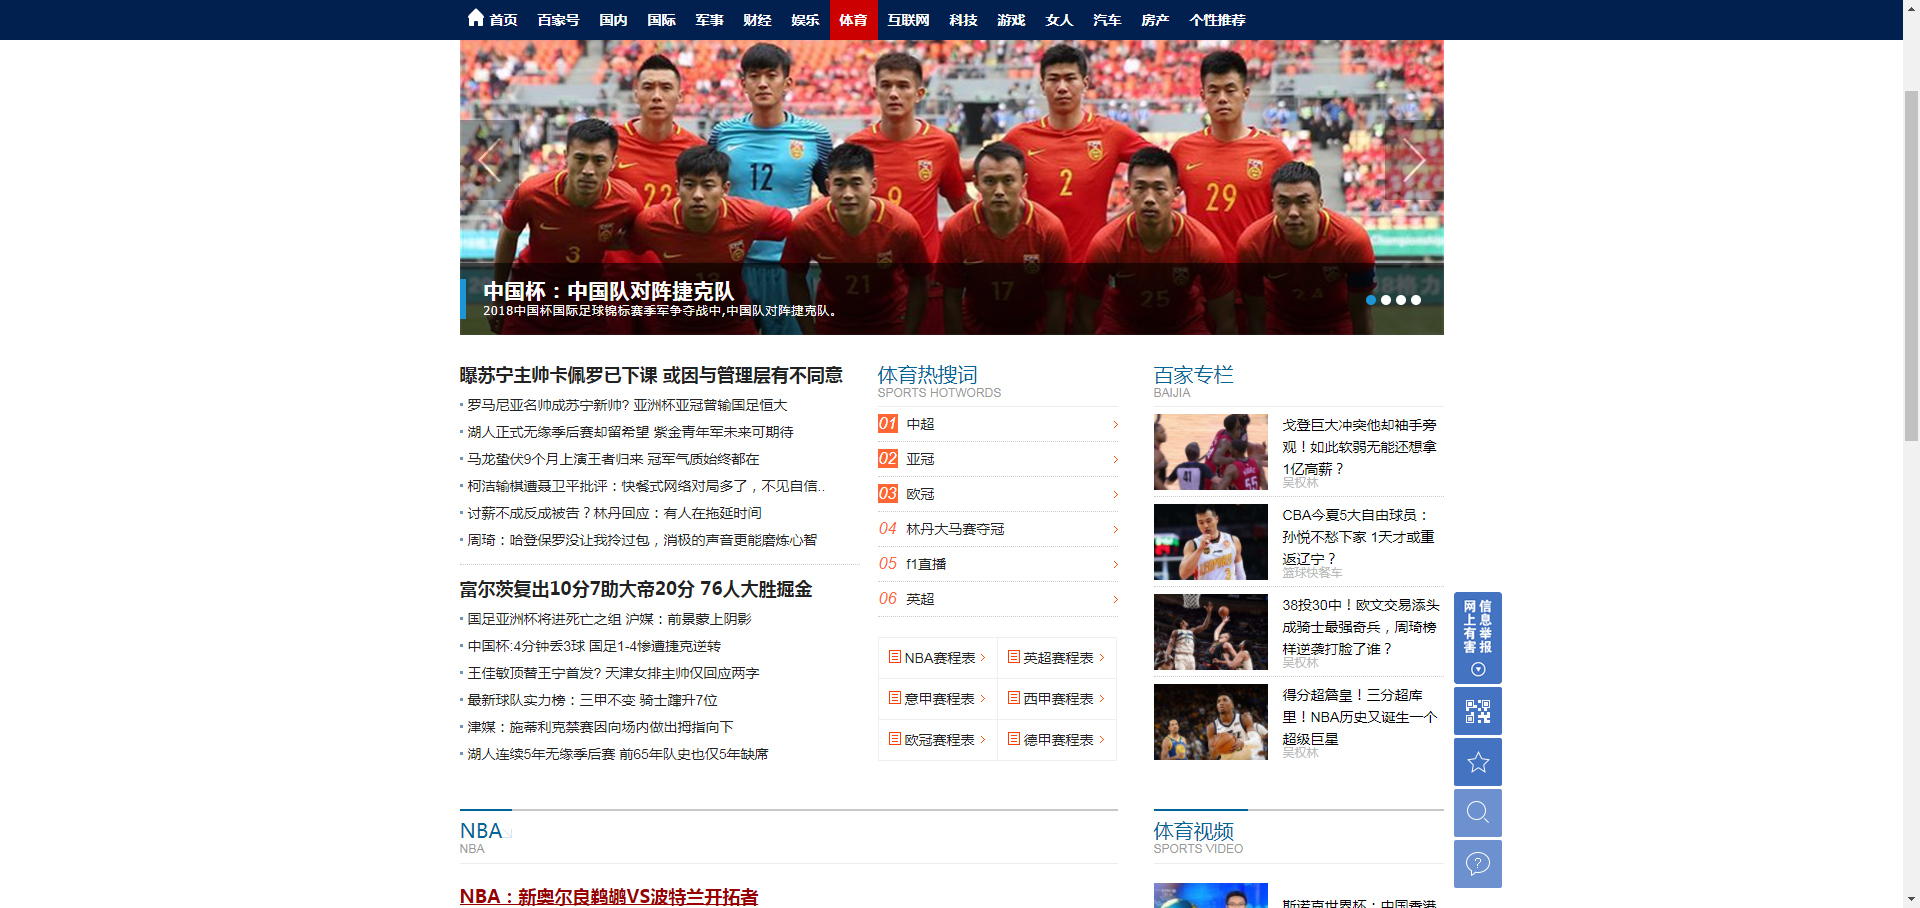 首页 百家号 国内 国际 军事 财经 娱乐 体育 互联网 科技 游戏 女人 汽车 房产 个性推荐
22 12 9 2 29
3 13 21 17 25 24
中国杯：中国队对阵捷克队
2018中国杯国际足球锦标赛季军争夺战中,中国队对阵捷克队。
曝苏宁主帅卡佩罗已下课 或因与管理层有不同意
罗马尼亚名帅成苏宁新帅? 亚洲杯亚冠曾输国足恒大
湖人正式无缘季后赛却留希望 紫金青年军未来可期待
马龙蛰伏9个月上演王者归来 冠军气质始终都在
柯洁输棋遭聂卫平批评：快餐式网络对局多了，不见自信..
讨薪不成反成被告？林丹回应：有人在拖延时间
周琦：哈登保罗没让我拎过包，消极的声音更能磨炼心智
富尔茨复出10分7助大帝20分 76人大胜掘金
国足亚洲杯将进死亡之组 沪媒：前景蒙上阴影
中国杯:4分钟丢3球 国足1-4惨遭捷克逆转
王佳敏顶替王宁首发? 天津女排主帅仅回应两字
最新球队实力榜：三甲不变 骑士蹿升7位
津媒：施蒂利克禁赛因向场内做出拇指向下
湖人连续5年无缘季后赛 前65年队史也仅5年缺席
体育热搜词
SPORTS HOTWORDS
01 中超
02 亚冠
03 欧冠
04 林丹大马赛夺冠
05 f1直播
06 英超
NBA赛程表 英超赛程表
意甲赛程表 西甲赛程表
欧冠赛程表 德甲赛程表
百家专栏
BAIJIA
戈登巨大冲突他却袖手旁
观！如此软弱无能还想拿
1亿高薪？
吴权林
CBA今夏5大自由球员：
孙悦不愁下家 1天才或重
返辽宁？
篮球快餐车
38投30中！欧文交易添头
成骑士最强奇兵，周琦榜
样逆袭打脸了谁？
吴权林
得分超詹皇！三分超库
里！NBA历史又诞生一个
超级巨星
吴权林
网上有害
信息举报
NBA
NBA
NBA：新奥尔良鹈鹕VS波特兰开拓者
体育视频
SPORTS VIDEO
斯诺克世界杯：中国香港